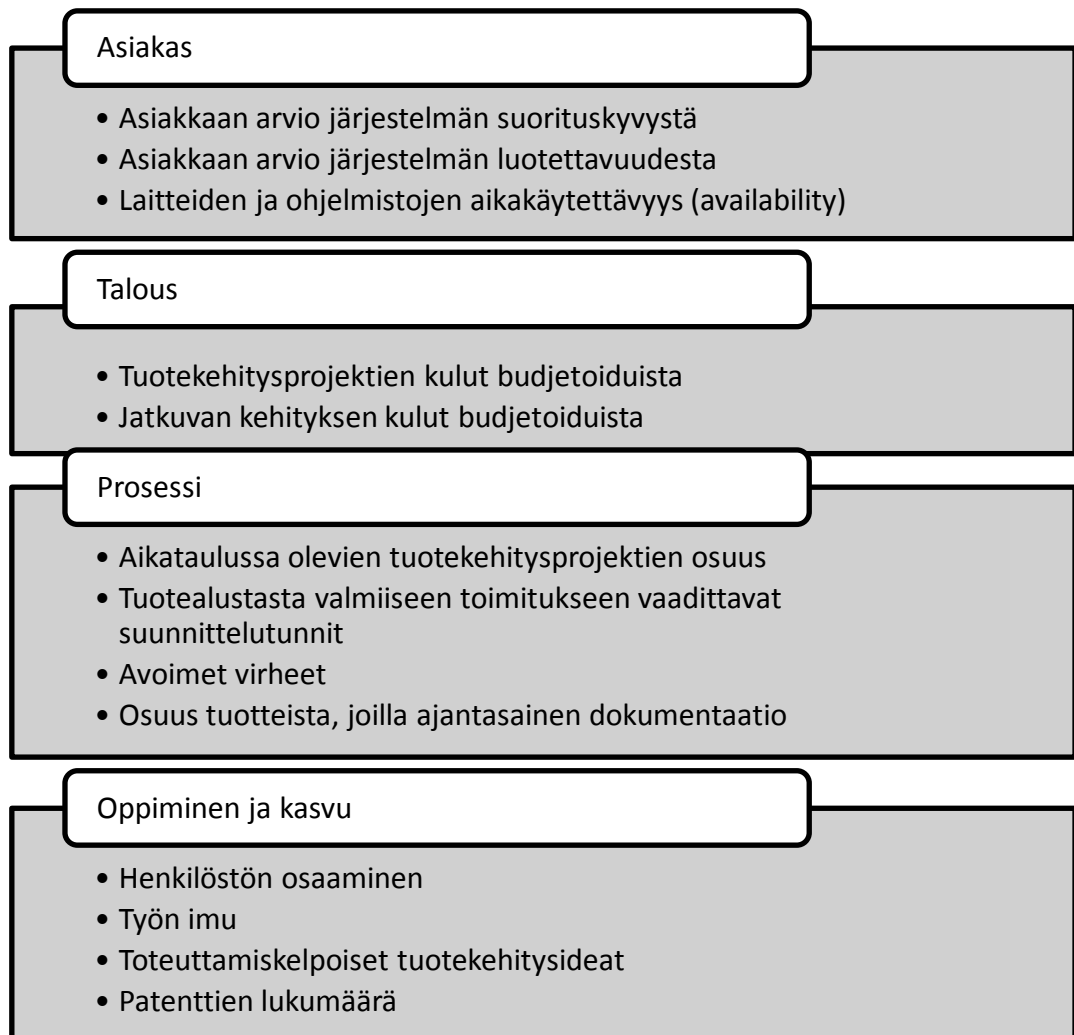 Asiakas
• Asiakkaan arvio järjestelmän suorituskyvystä
• Asiakkaan arvio järjestelmän luotettavuudesta
• Laitteiden ja ohjelmistojen aikakäytettävyys (availability)
Talous
• Tuotekehitysprojektien kulut budjetoiduista
• Jatkuvan kehityksen kulut budjetoiduista
Prosessi
• Aikataulussa olevien tuotekehitysprojektien osuus
• Tuotealustasta valmiiseen toimitukseen vaadittavat
suunnittelutunnit
• Avoimet virheet
• Osuus tuotteista, joilla ajantasainen dokumentaatio
Oppiminen ja kasvu
• Henkilöstön osaaminen
• Työn imu
• Toteuttamiskelpoiset tuotekehitysideat
• Patenttien lukumäärä